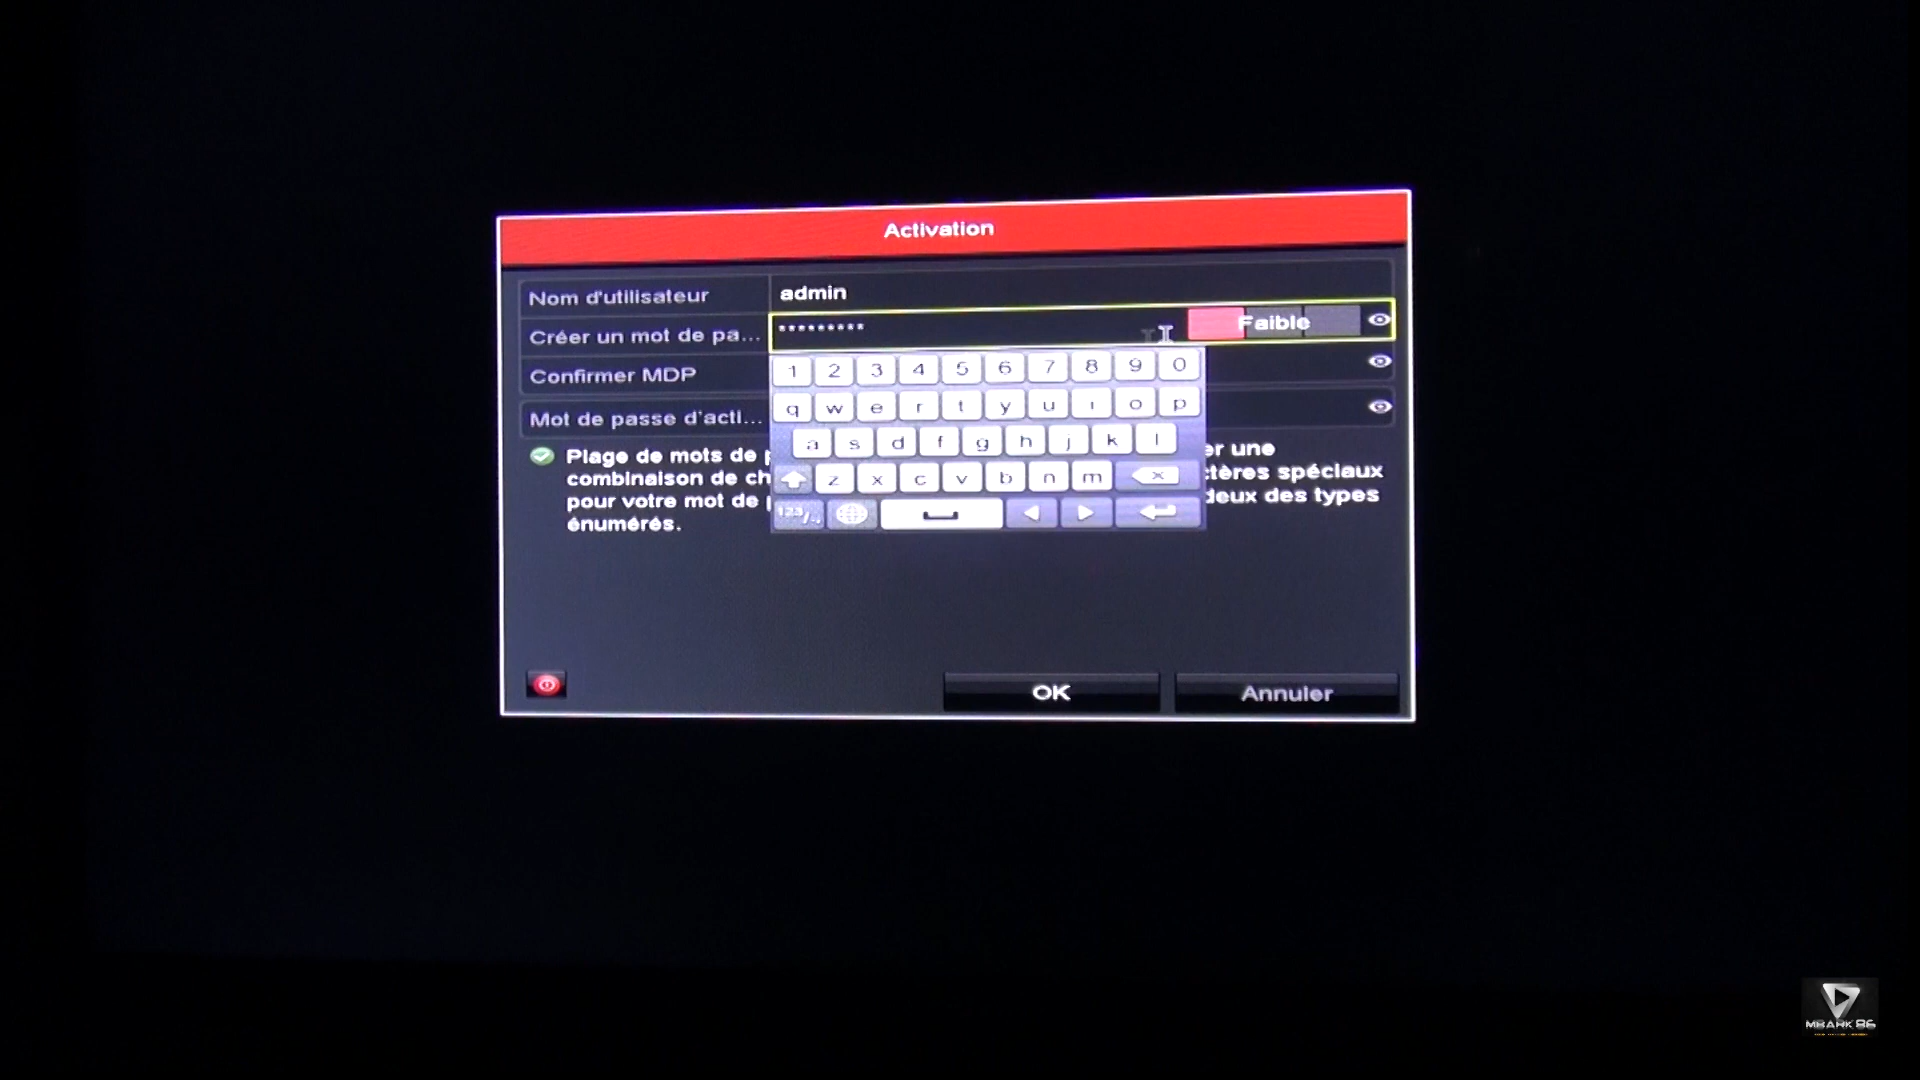 Activation
Nom d'utilisateur admin
Créer un mot de pa... ********* Faible
Confirmer MDP
Mot de passe d'acti...
1 2 3 4 5 6 7 8 9 0
q w e r t y u i o p
a s d f g h j k l
z x c v b n m
123/.,
Plage de mots de
combinaison de ch
pour votre mot de
énumérés.
er une
ctères spéciaux
deux des types
OK Annuler
MBARK 86